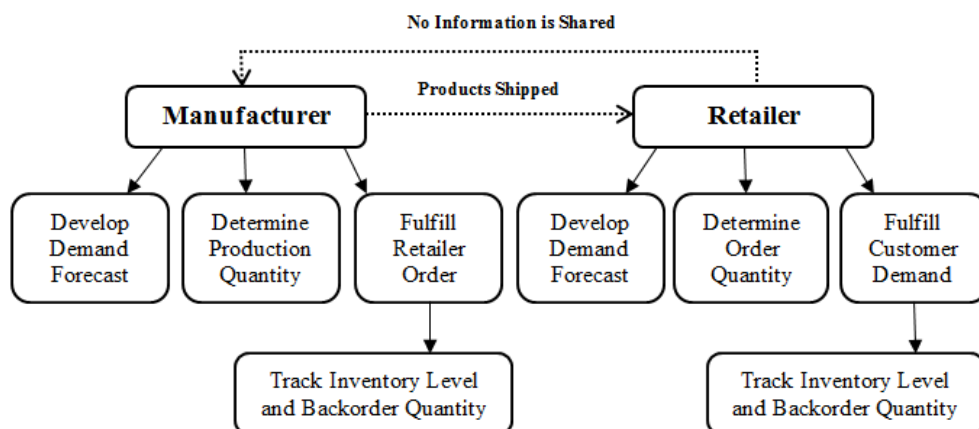 No Information is Shared
Products Shipped
Manufacturer
Retailer
Develop
Demand
Forecast
Determine
Production
Quantity
Fulfill
Retailer
Order
Develop
Demand
Forecast
Determine
Order
Quantity
Fulfill
Customer
Demand
Track Inventory Level
and Backorder Quantity
Track Inventory Level
and Backorder Quantity